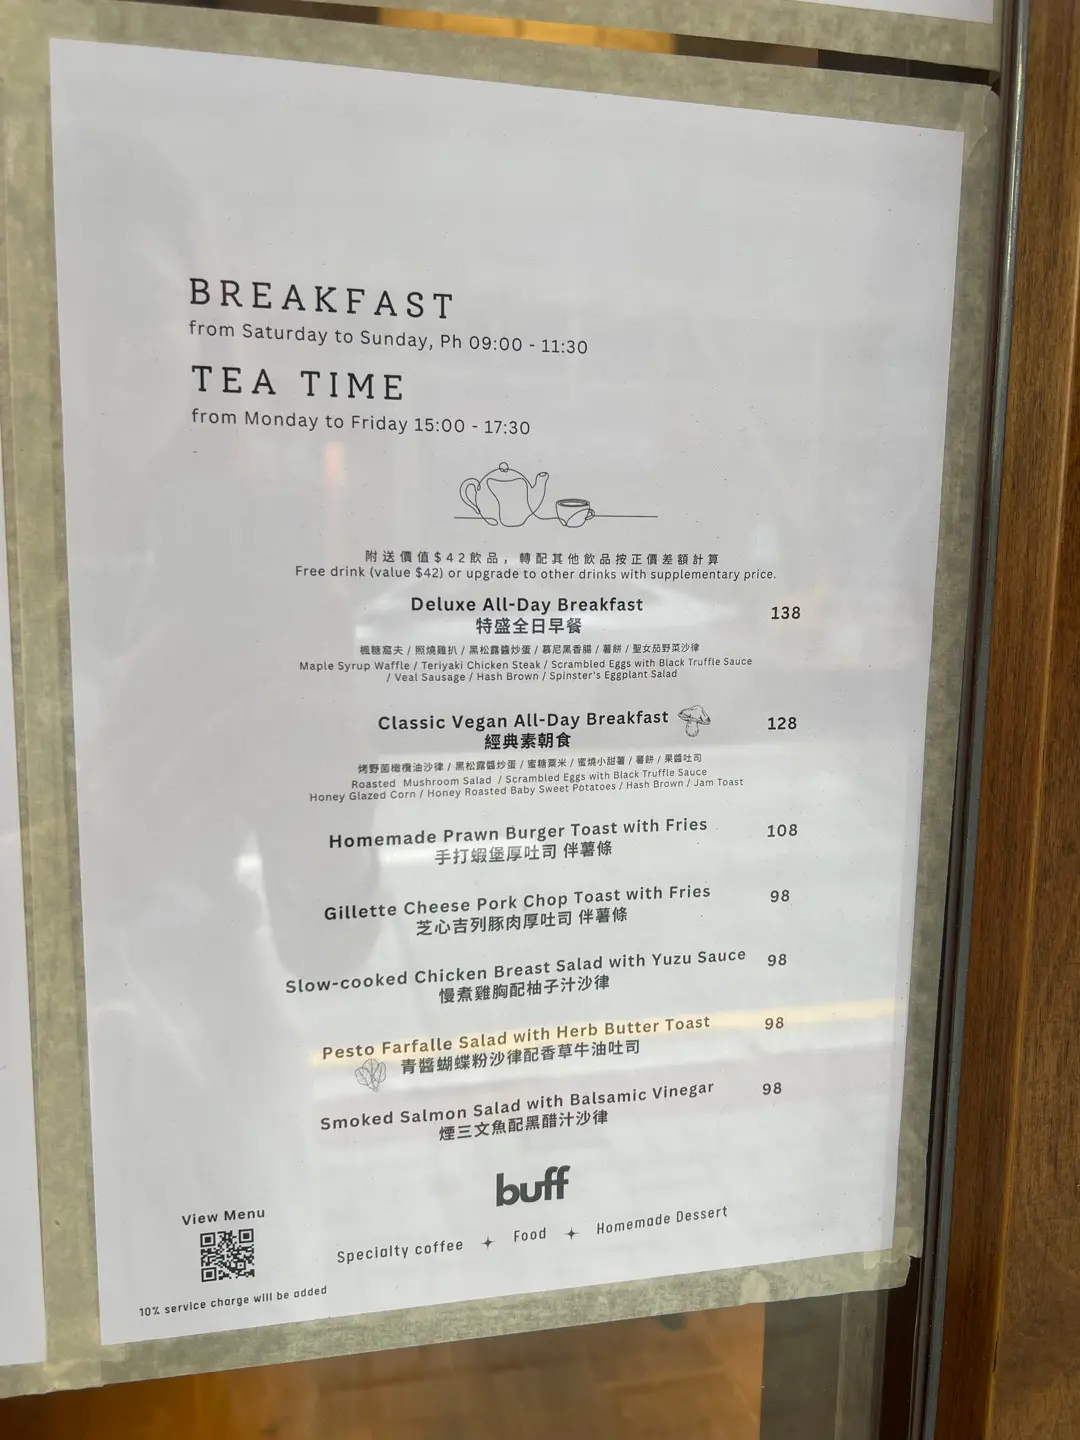 BREAKFAST
from Saturday to Sunday, Ph 09:00 - 11:30
TEA TIME
from Monday to Friday 15:00 - 17:30
附送價值$42飲品，轉配其他飲品按正價差額計算
Free drink (value $42) or upgrade to other drinks with supplementary price.
Deluxe All-Day Breakfast 138
特盛全日早餐
楓糖窩夫 / 照燒雞扒 / 黑松露醬炒蛋 / 慕尼黑香腸 / 薯餅 / 聖女茄野菜沙律
Maple Syrup Waffle / Teriyaki Chicken Steak / Scrambled Eggs with Black Truffle Sauce
/ Veal Sausage / Hash Brown / Spinster's Eggplant Salad
Classic Vegan All-Day Breakfast 128
經典素朝食
烤野菌橄欖油沙律 / 黑松露醬炒蛋 / 蜜糖粟米 / 蜜燒小甜薯 / 薯餅 / 果醬吐司
Roasted Mushroom Salad / Scrambled Eggs with Black Truffle Sauce
Honey Glazed Corn / Honey Roasted Baby Sweet Potatoes / Hash Brown / Jam Toast
Homemade Prawn Burger Toast with Fries 108
手打蝦堡厚吐司 伴薯條
Gillette Cheese Pork Chop Toast with Fries 98
芝心吉列豚肉厚吐司 伴薯條
Slow-cooked Chicken Breast Salad with Yuzu Sauce 98
慢煮雞胸配柚子汁沙律
Pesto Farfalle Salad with Herb Butter Toast 98
青醬蝴蝶粉沙律配香草牛油吐司
Smoked Salmon Salad with Balsamic Vinegar 98
煙三文魚配黑醋汁沙律
buff
Specialty coffee Food Homemade Dessert
View Menu
10% service charge will be added